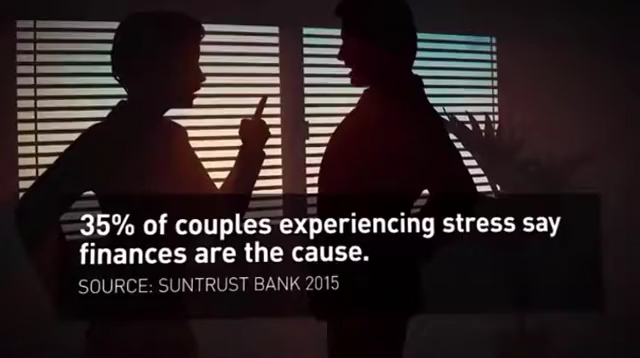 35% of couples experiencing stress say
finances are the cause.
SOURCE: SUNTRUST BANK 2015